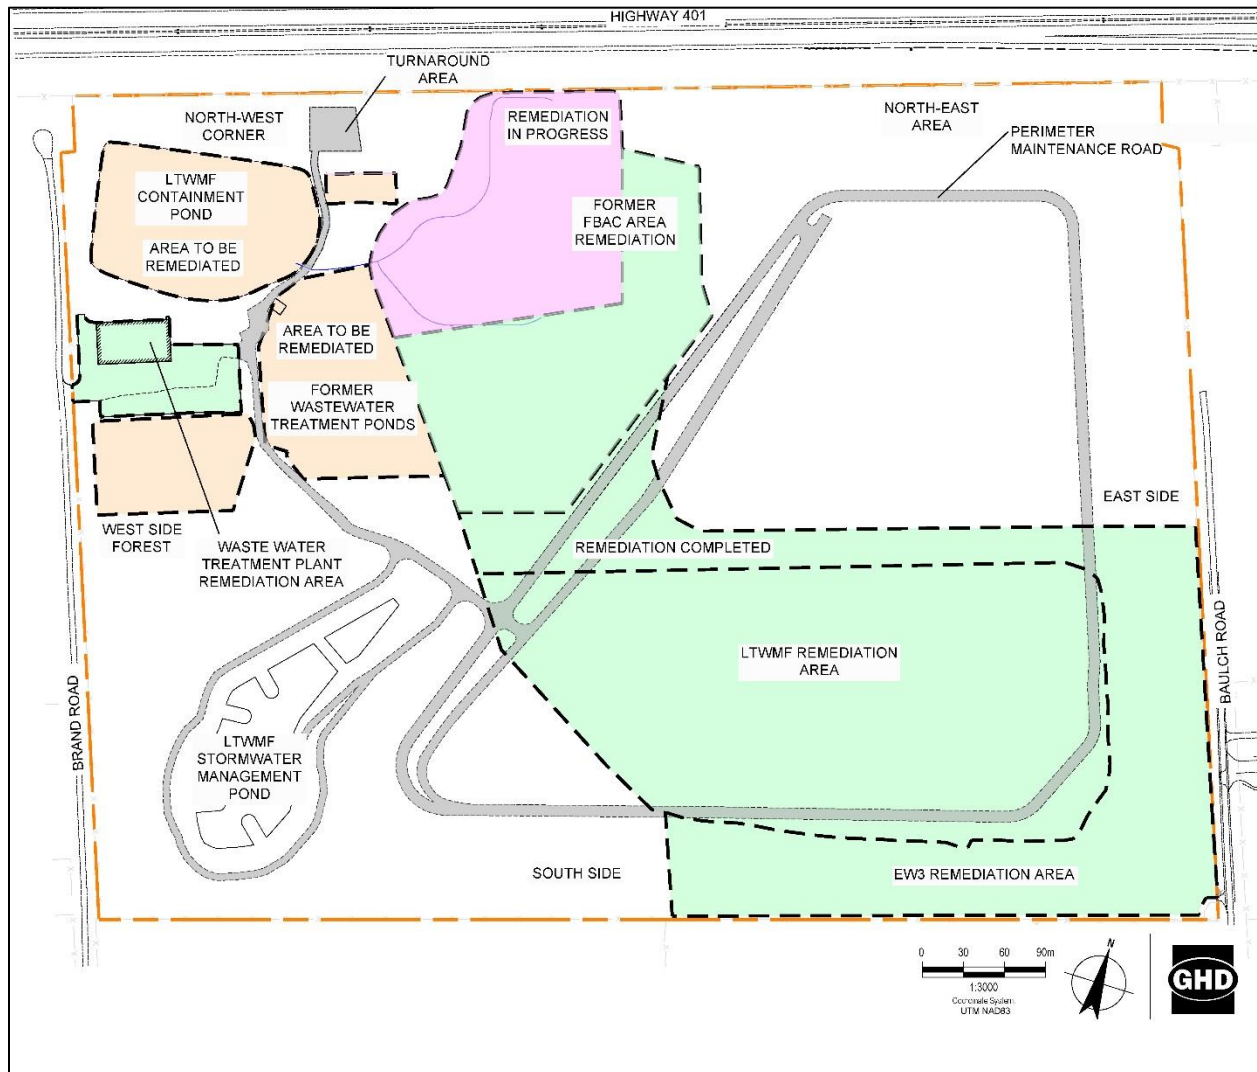 HIGHWAY 401
TURNAROUND
AREA
NORTH-WEST
CORNER
REMEDIATION
IN PROGRESS
NORTH-EAST
AREA
PERIMETER
MAINTENANCE ROAD
LTWMF
CONTAINMENT
POND
AREA TO BE
REMEDIATED
FORMER
FBAC AREA
REMEDIATION
AREA TO BE
REMEDIATED
FORMER
WASTEWATER
TREATMENT PONDS
WEST SIDE
FOREST
WASTE WATER
TREATMENT PLANT
REMEDIATION AREA
EAST SIDE
REMEDIATION COMPLETED
LTWMF REMEDIATION
AREA
BRAND ROAD
BAULCH ROAD
LTWMF
STORMWATER
MANAGEMENT
POND
SOUTH SIDE
EW3 REMEDIATION AREA
0 30 60 90m
1:3000
Coordinate System:
UTM NAD83
N
GHD